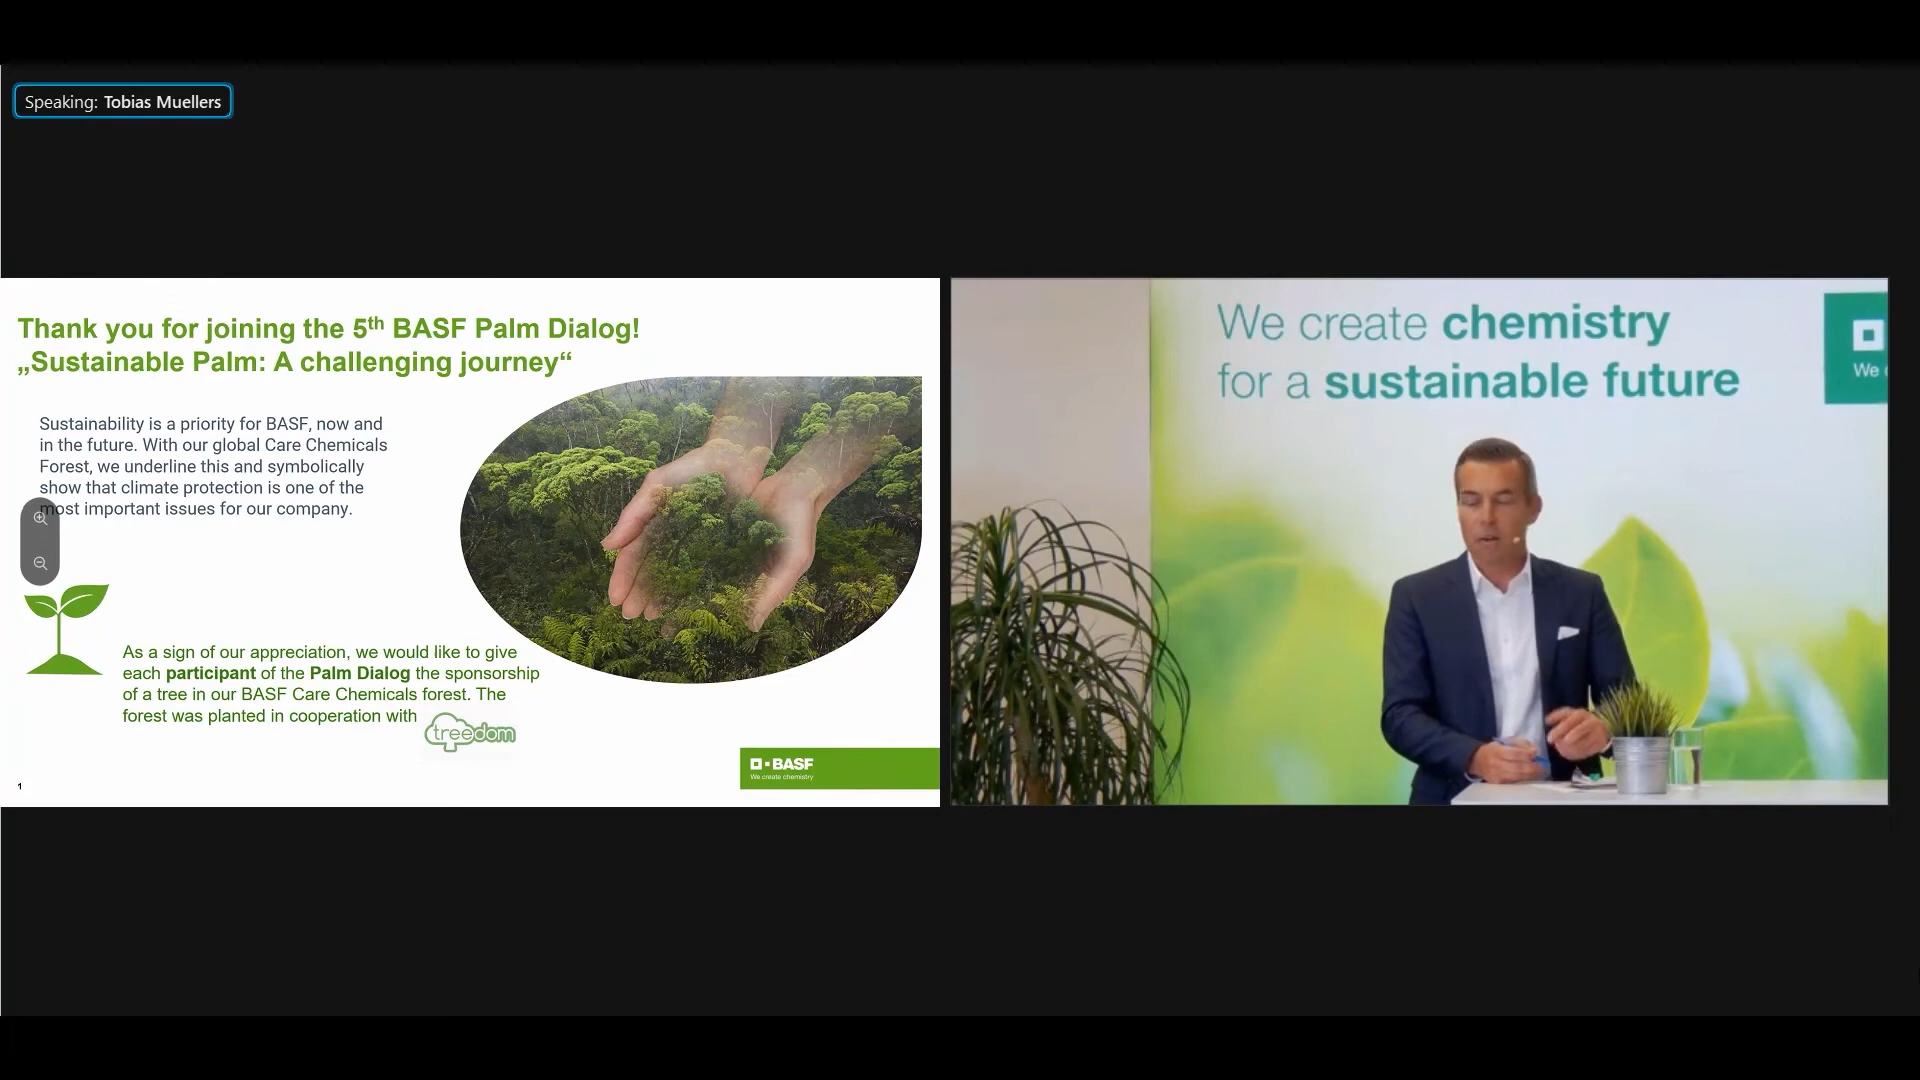 Speaking: Tobias Muellers
Thank you for joining the 5th BASF Palm Dialog!
„Sustainable Palm: A challenging journey“
Sustainability is a priority for BASF, now and
in the future. With our global Care Chemicals
Forest, we underline this and symbolically
show that climate protection is one of the
most important issues for our company.
As a sign of our appreciation, we would like to give
each participant of the Palm Dialog the sponsorship
of a tree in our BASF Care Chemicals forest. The
forest was planted in cooperation with
treedom
BASF
We create chemistry
1
We create chemistry
for a sustainable future
We